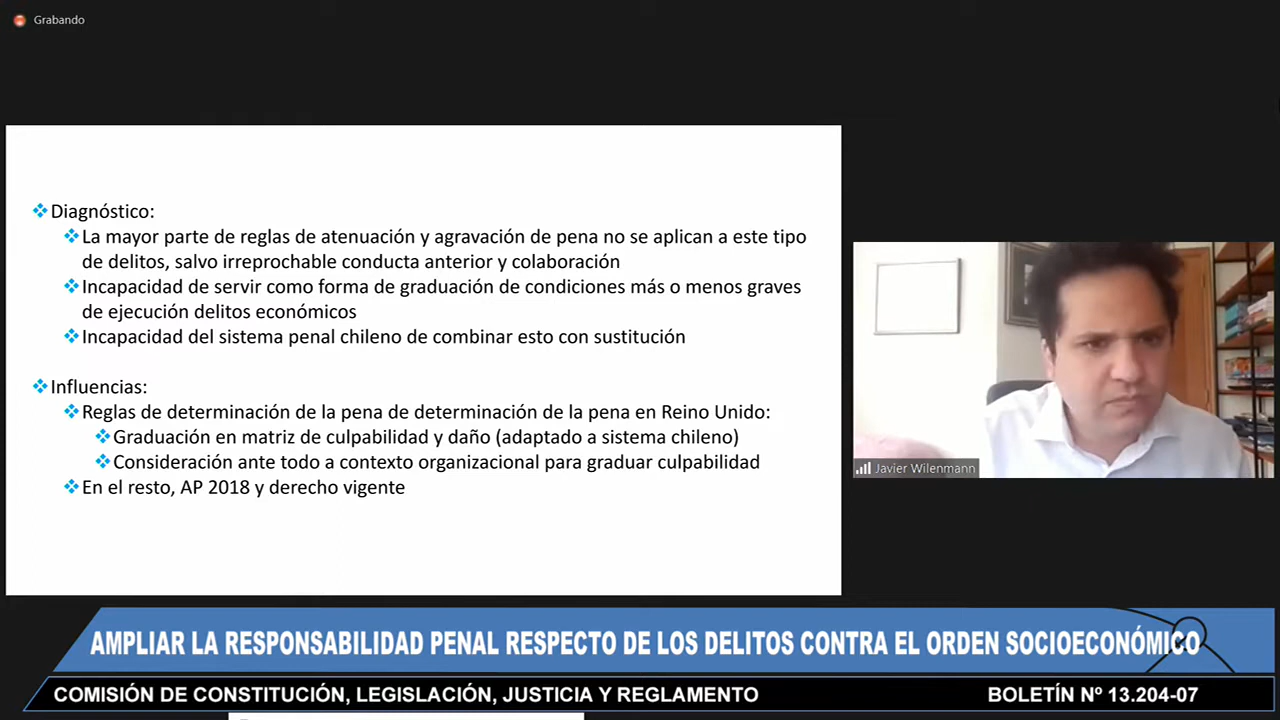 Grabando
Diagnóstico:
La mayor parte de reglas de atenuación y agravación de pena no se aplican a este tipo
de delitos, salvo irreprochable conducta anterior y colaboración
Incapacidad de servir como forma de graduación de condiciones más o menos graves
de ejecución delitos económicos
Incapacidad del sistema penal chileno de combinar esto con sustitución
Influencias:
Reglas de determinación de la pena de determinación de la pena en Reino Unido:
Graduación en matriz de culpabilidad y daño (adaptado a sistema chileno)
Consideración ante todo a contexto organizacional para graduar culpabilidad
En el resto, AP 2018 y derecho vigente
Javier Wilenmann
AMPLIAR LA RESPONSABILIDAD PENAL RESPECTO DE LOS DELITOS CONTRA EL ORDEN SOCIOECONÓMICO
COMISIÓN DE CONSTITUCIÓN, LEGISLACIÓN, JUSTICIA Y REGLAMENTO
BOLETÍN Nº 13.204-07